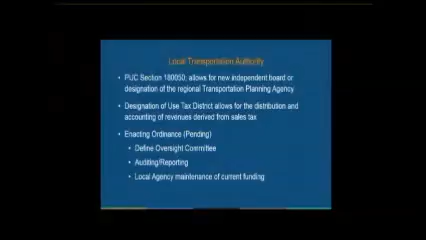 Local Transportation Authority
• PUC Section 180050; allows for new independent board or
designation of the regional Transportation Planning Agency
• Designation of Use Tax District allows for the distribution and
accounting of revenues derived from sales tax
• Enacting Ordinance (Pending)
• Define Oversight Committee
• Auditing/Reporting
• Local Agency maintenance of current funding